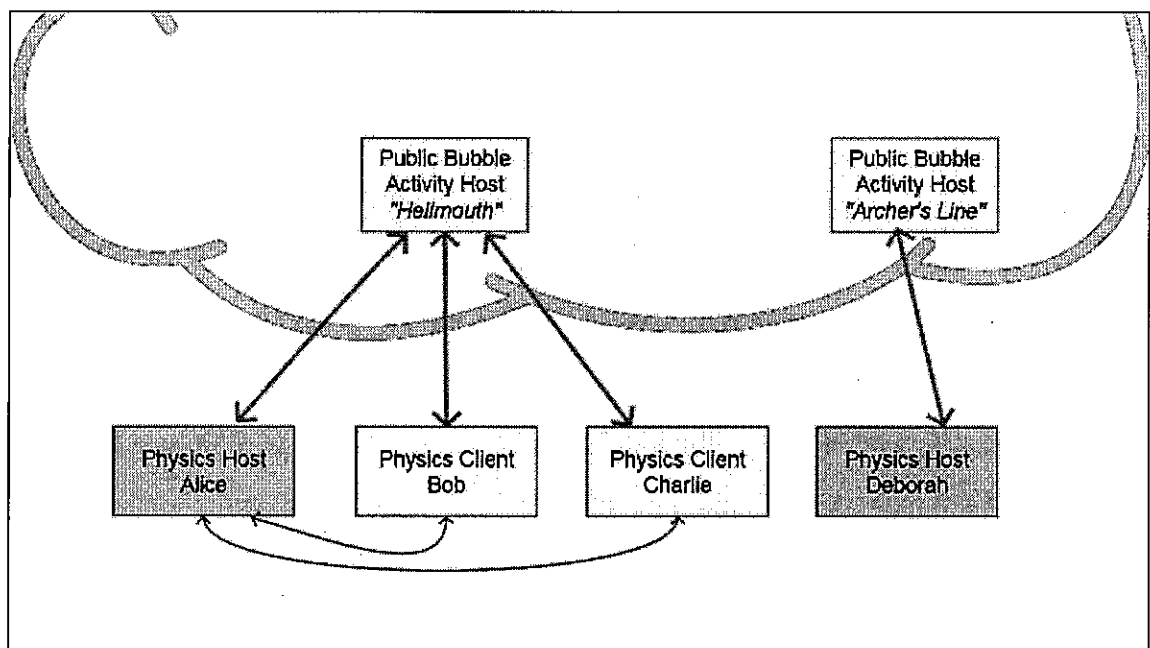 Public Bubble
Activity Host
"Hellmouth"
Public Bubble
Activity Host
"Archer's Line"
Physics Host
Alice
Physics Client
Bob
Physics Client
Charlie
Physics Host
Deborah